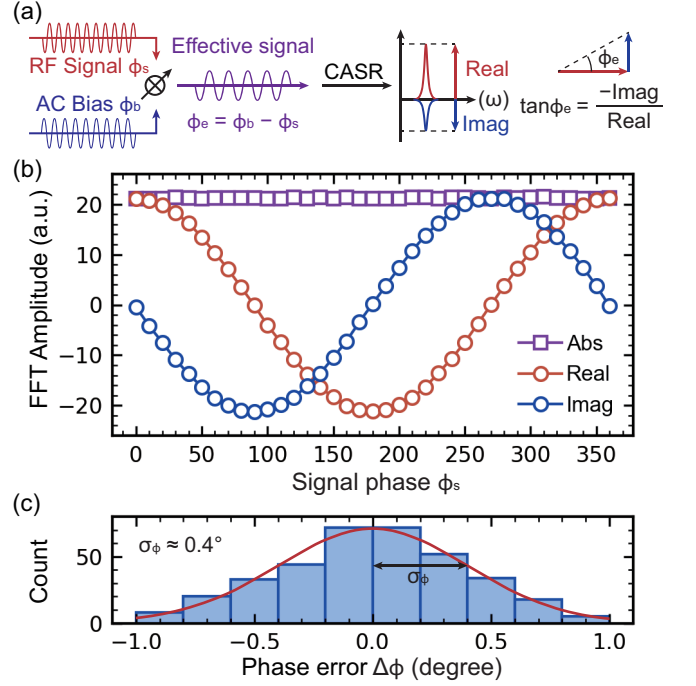 (a)
RF Signal ϕs
AC Bias ϕb
Effective signal
ϕe = ϕb − ϕs
CASR
Real
(ω)
Imag
ϕe
tanϕe = −Imag / Real
(b)
FFT Amplitude (a.u.)
20
10
0
−10
−20
Abs
Real
Imag
0 50 100 150 200 250 300 350
Signal phase ϕs
(c)
Count
50
0
σϕ ≈ 0.4°
σϕ
−1.0 −0.5 0.0 0.5 1.0
Phase error Δϕ (degree)